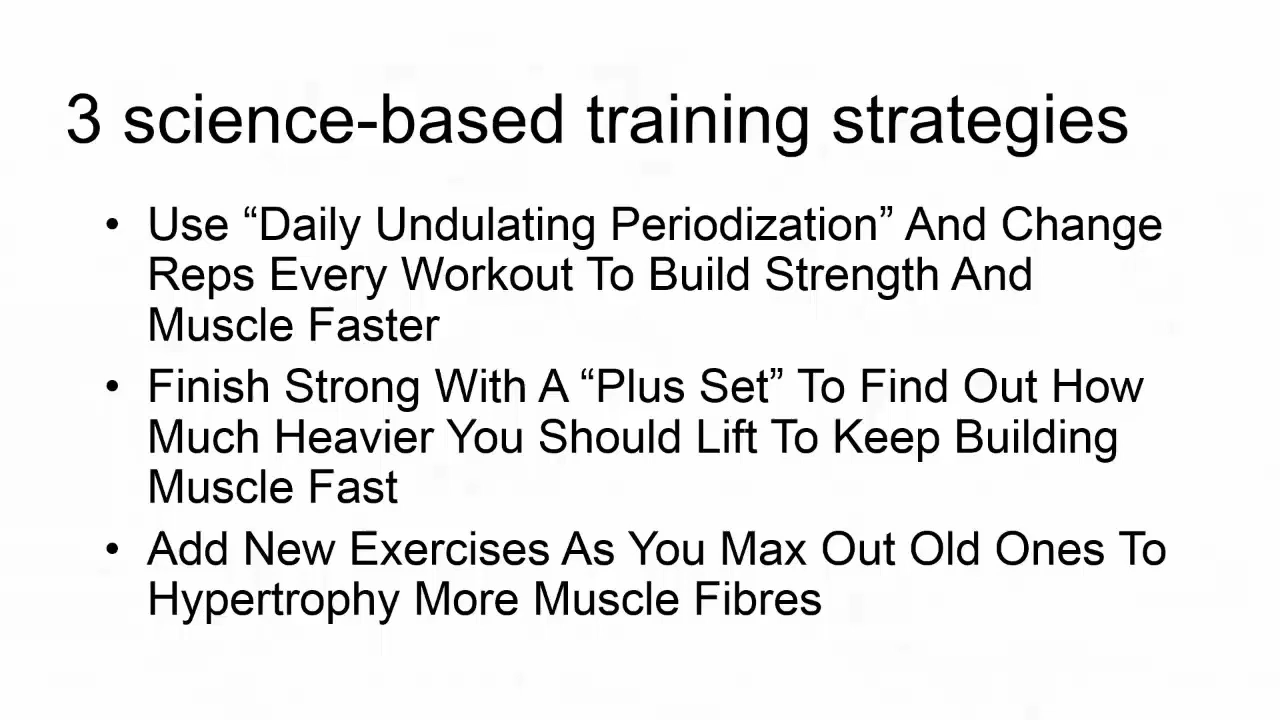 3 science-based training strategies
• Use “Daily Undulating Periodization” And Change
Reps Every Workout To Build Strength And
Muscle Faster
• Finish Strong With A “Plus Set” To Find Out How
Much Heavier You Should Lift To Keep Building
Muscle Fast
• Add New Exercises As You Max Out Old Ones To
Hypertrophy More Muscle Fibres